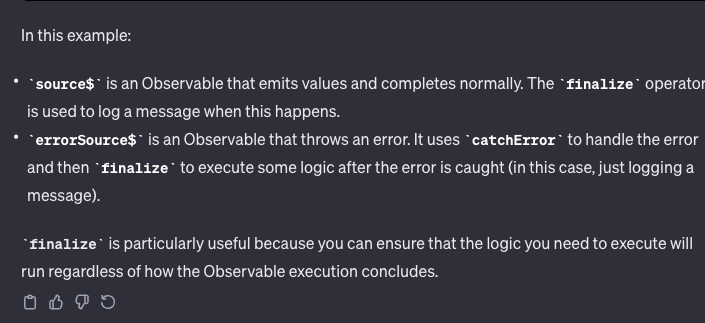 In this example:
• `source$` is an Observable that emits values and completes normally. The `finalize` operator
is used to log a message when this happens.
• `errorSource$` is an Observable that throws an error. It uses `catchError` to handle the error
and then `finalize` to execute some logic after the error is caught (in this case, just logging a
message).
`finalize` is particularly useful because you can ensure that the logic you need to execute will
run regardless of how the Observable execution concludes.